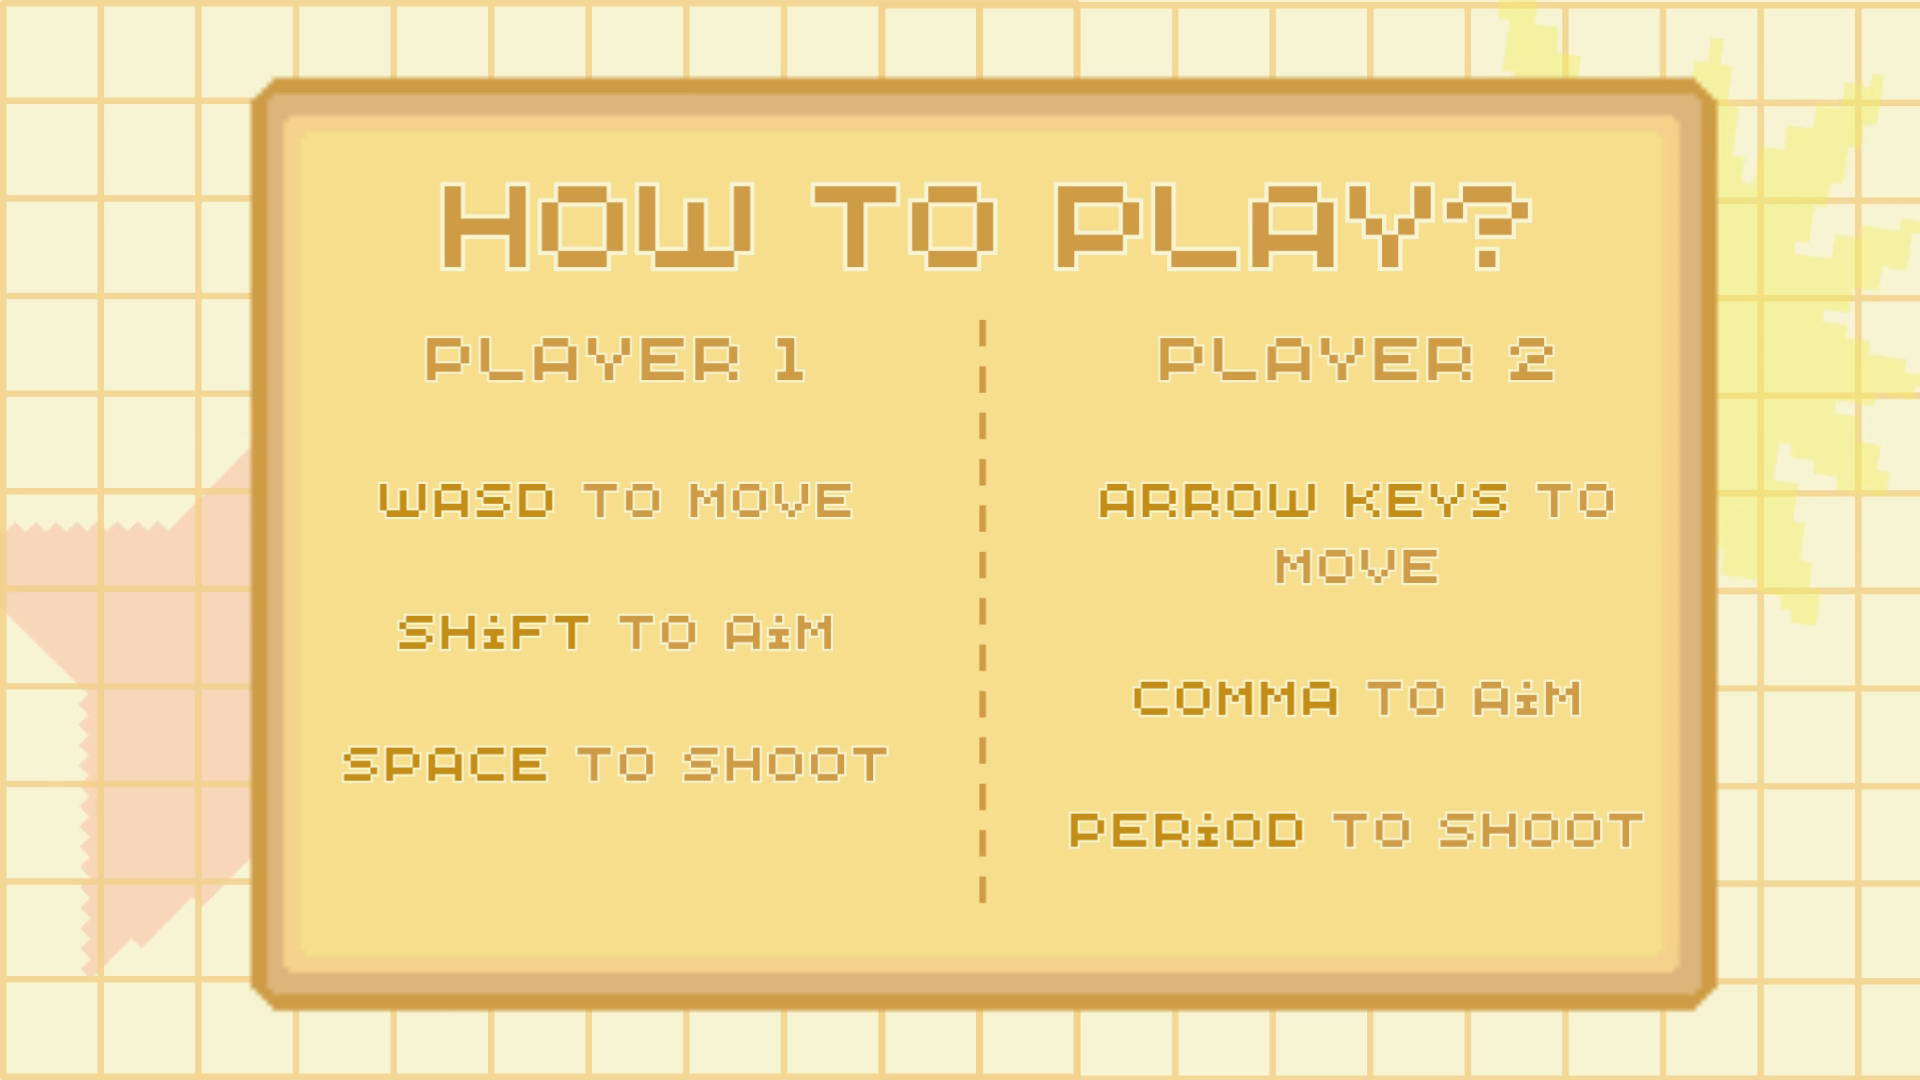 HOW TO PLAY?
PLAYER 1
WASD TO MOVE
SHiFT TO AiM
SPACE TO SHOOT
PLAYER 2
ARROW KEYS TO
MOVE
COMMA TO AiM
PERiOD TO SHOOT